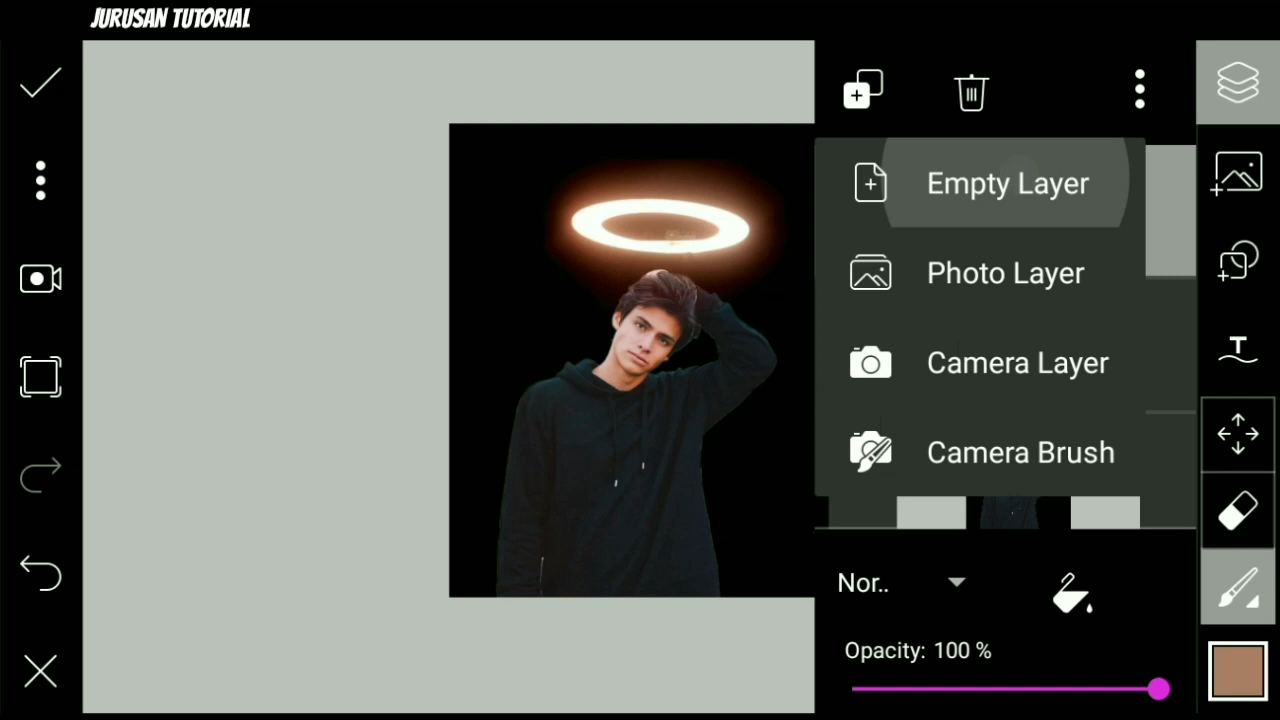 JURUSAN TUTORIAL
Empty Layer
Photo Layer
Camera Layer
Camera Brush
Nor..
Opacity: 100 %
T